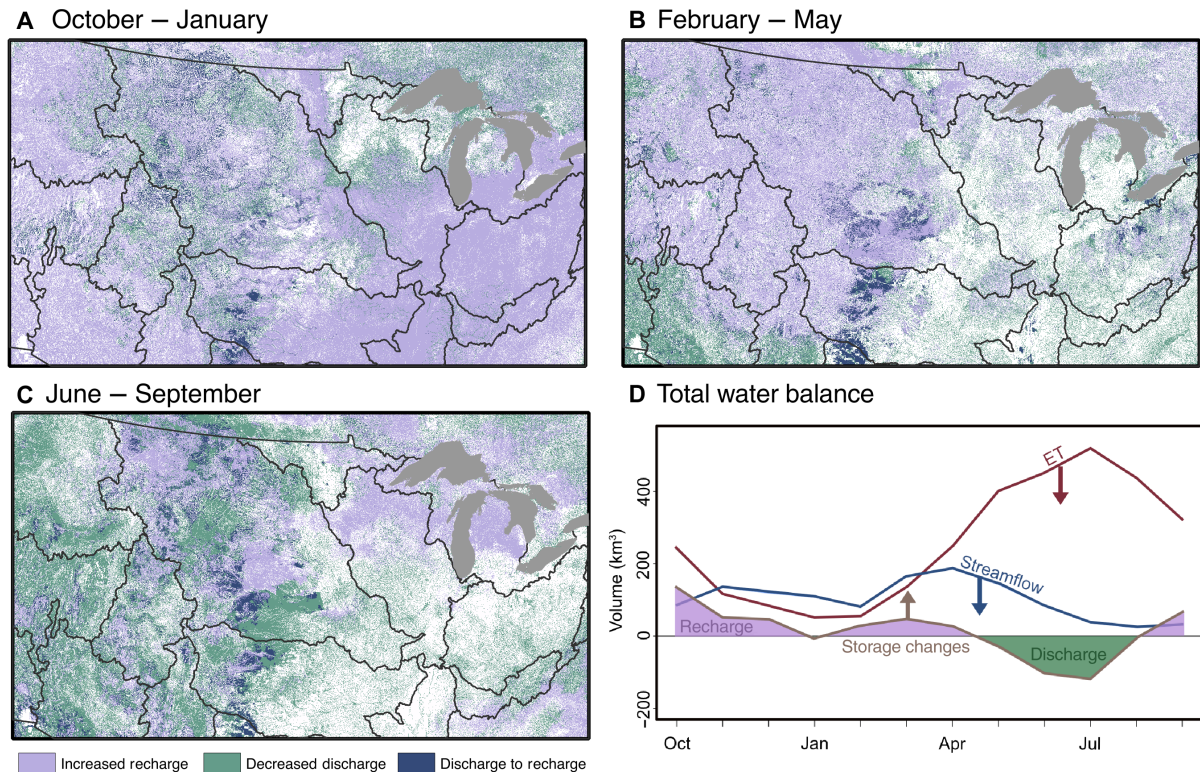 A October – January
B February – May
C June – September
D Total water balance
Volume (km³)
400
200
0
−200
ET
Streamflow
Recharge
Storage changes
Discharge
Oct
Jan
Apr
Jul
Increased recharge
Decreased discharge
Discharge to recharge